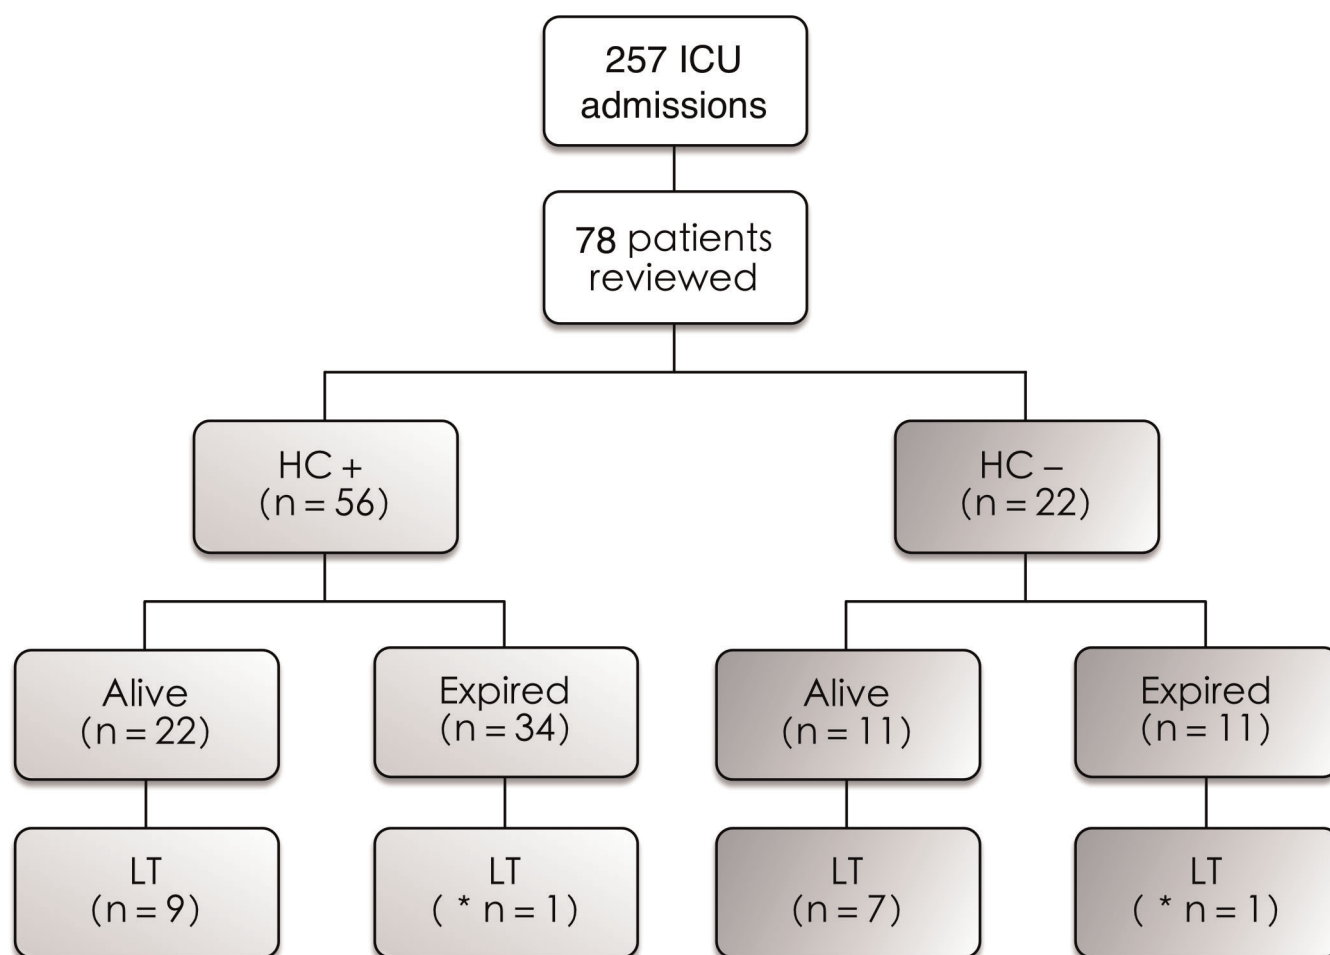 257 ICU
admissions
78 patients
reviewed
HC +
(n = 56)
HC –
(n = 22)
Alive
(n = 22)
Expired
(n = 34)
Alive
(n = 11)
Expired
(n = 11)
LT
(n = 9)
LT
( * n = 1)
LT
(n = 7)
LT
( * n = 1)